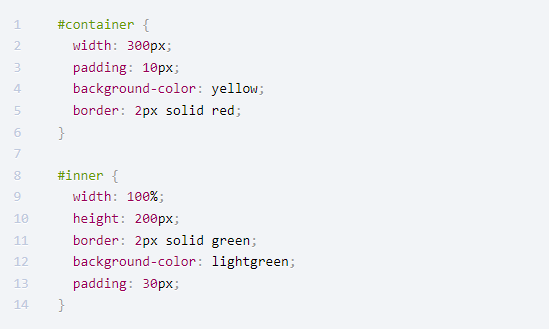 1 #container {
2 width: 300px;
3 padding: 10px;
4 background-color: yellow;
5 border: 2px solid red;
6 }
7
8 #inner {
9 width: 100%;
10 height: 200px;
11 border: 2px solid green;
12 background-color: lightgreen;
13 padding: 30px;
14 }